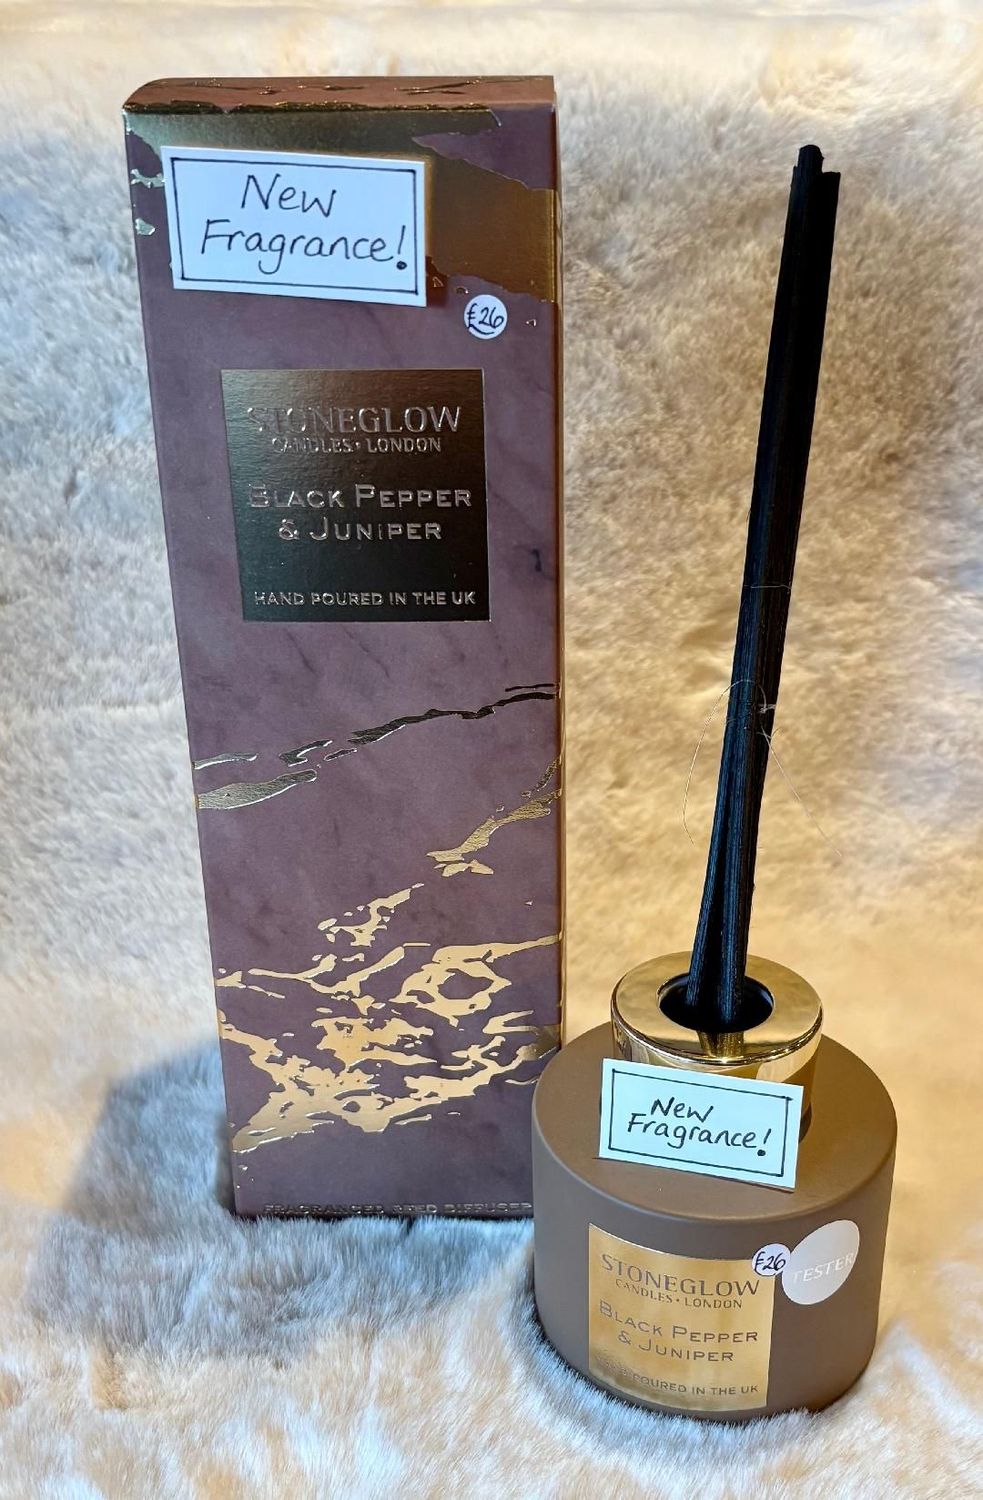 New
Fragrance!
£26
STONEGLOW
CANDLES • LONDON
BLACK PEPPER
& JUNIPER
HAND POURED IN THE UK
FRAGRANCED REED DIFFUSER
New
Fragrance!
£26
TESTER
STONEGLOW
CANDLES • LONDON
BLACK PEPPER
& JUNIPER
HAND POURED IN THE UK